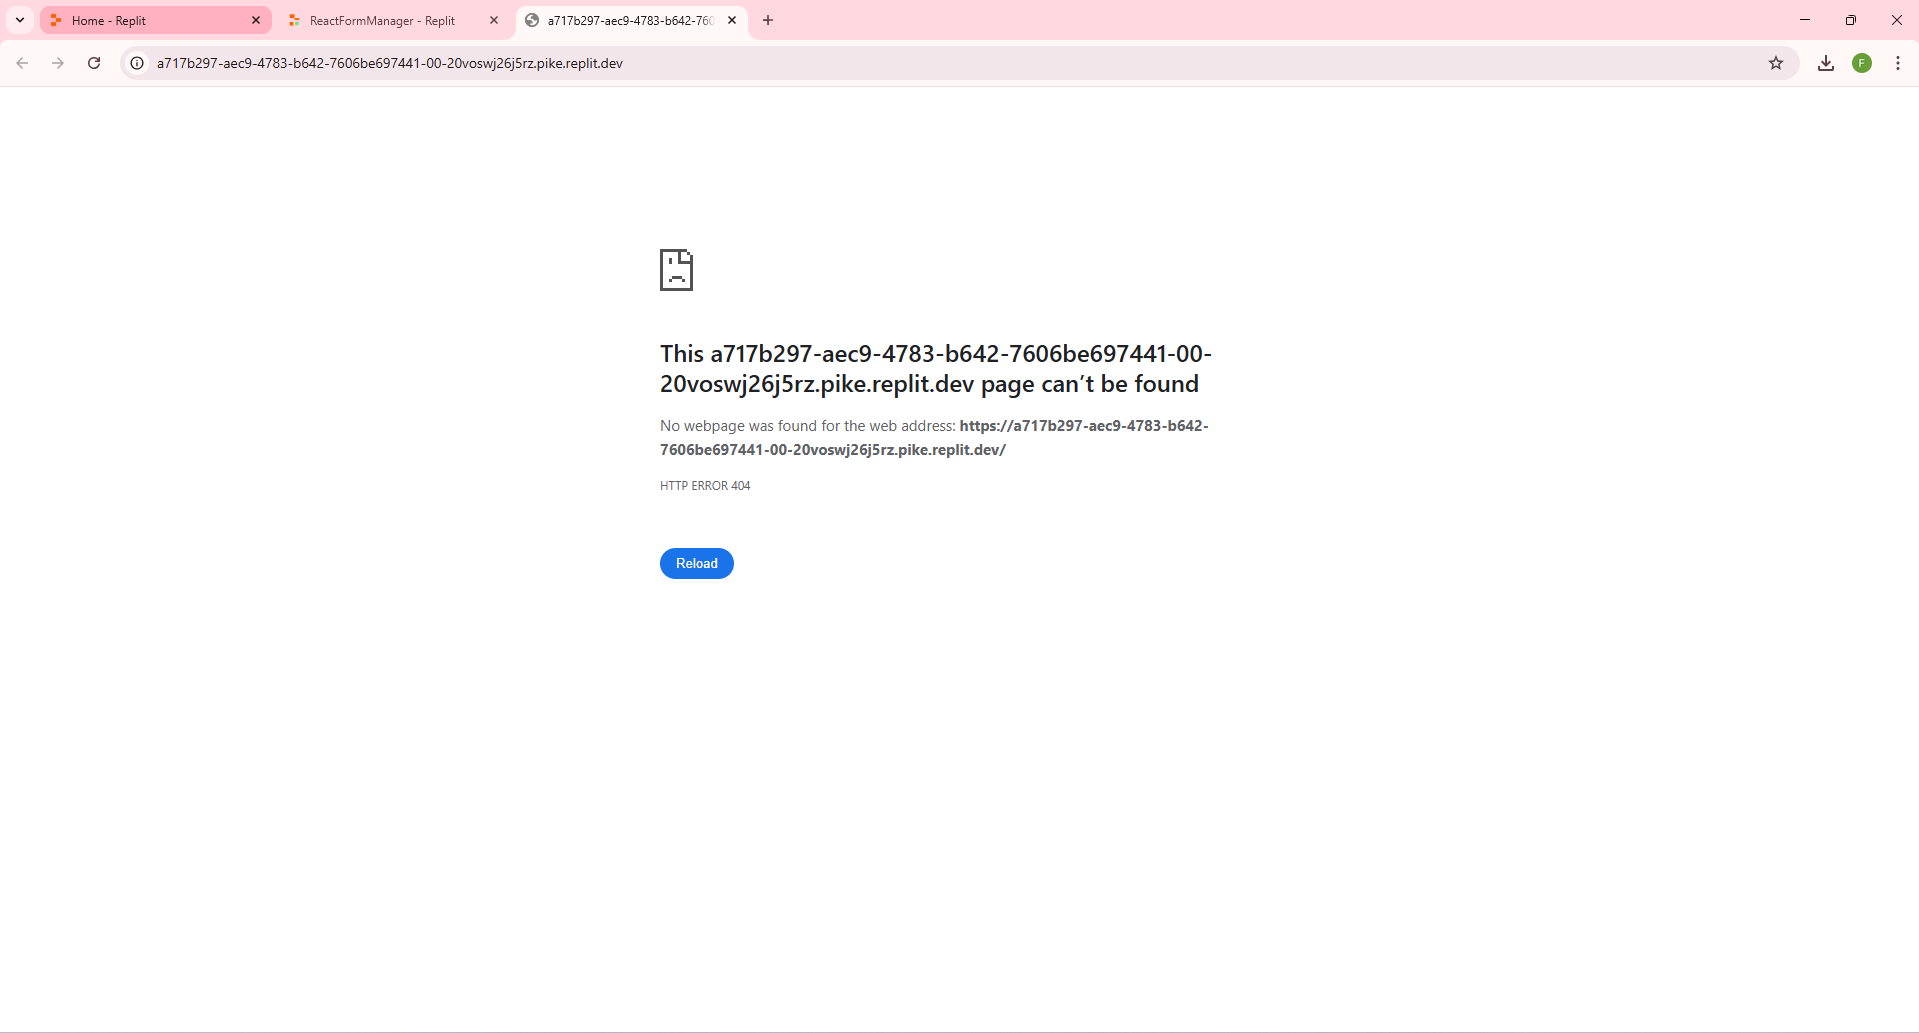 Home - Replit
ReactFormManager - Replit
a717b297-aec9-4783-b642-760
a717b297-aec9-4783-b642-7606be697441-00-20voswj26j5rz.pike.replit.dev
F
This a717b297-aec9-4783-b642-7606be697441-00-
20voswj26j5rz.pike.replit.dev page can’t be found
No webpage was found for the web address: https://a717b297-aec9-4783-b642-
7606be697441-00-20voswj26j5rz.pike.replit.dev/
HTTP ERROR 404
Reload